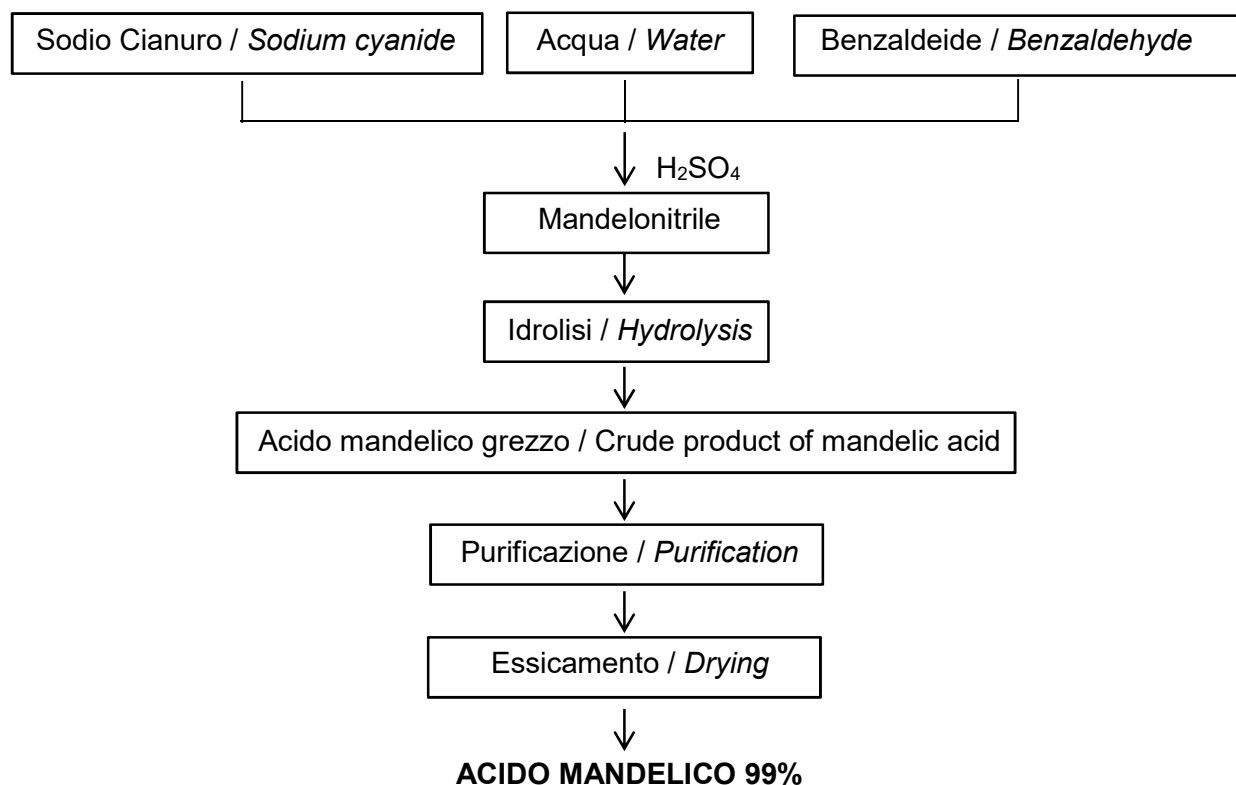 Sodio Cianuro / Sodium cyanide
Acqua / Water
Benzaldeide / Benzaldehyde
H₂SO₄
Mandelonitrile
Idrolisi / Hydrolysis
Acido mandelico grezzo / Crude product of mandelic acid
Purificazione / Purification
Essicamento / Drying
ACIDO MANDELICO 99%